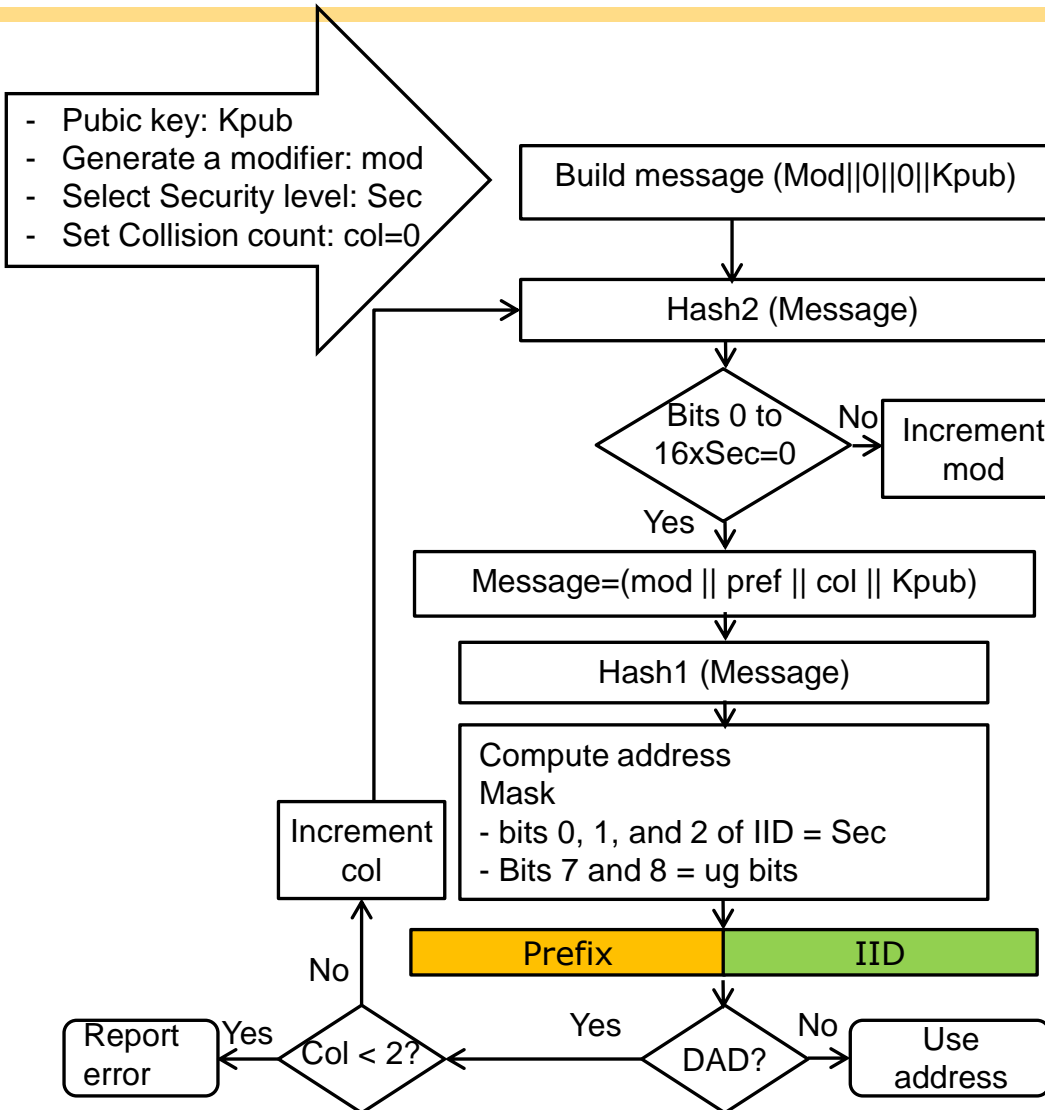 - Pubic key: Kpub
- Generate a modifier: mod
- Select Security level: Sec
- Set Collision count: col=0
Build message (Mod||0||0||Kpub)
Hash2 (Message)
Bits 0 to
16xSec=0
No
Increment
mod
Yes
Message=(mod || pref || col || Kpub)
Hash1 (Message)
Compute address
Mask
- bits 0, 1, and 2 of IID = Sec
- Bits 7 and 8 = ug bits
Increment
col
Prefix
IID
No
Report
error
Yes
Col < 2?
Yes
DAD?
No
Use
address